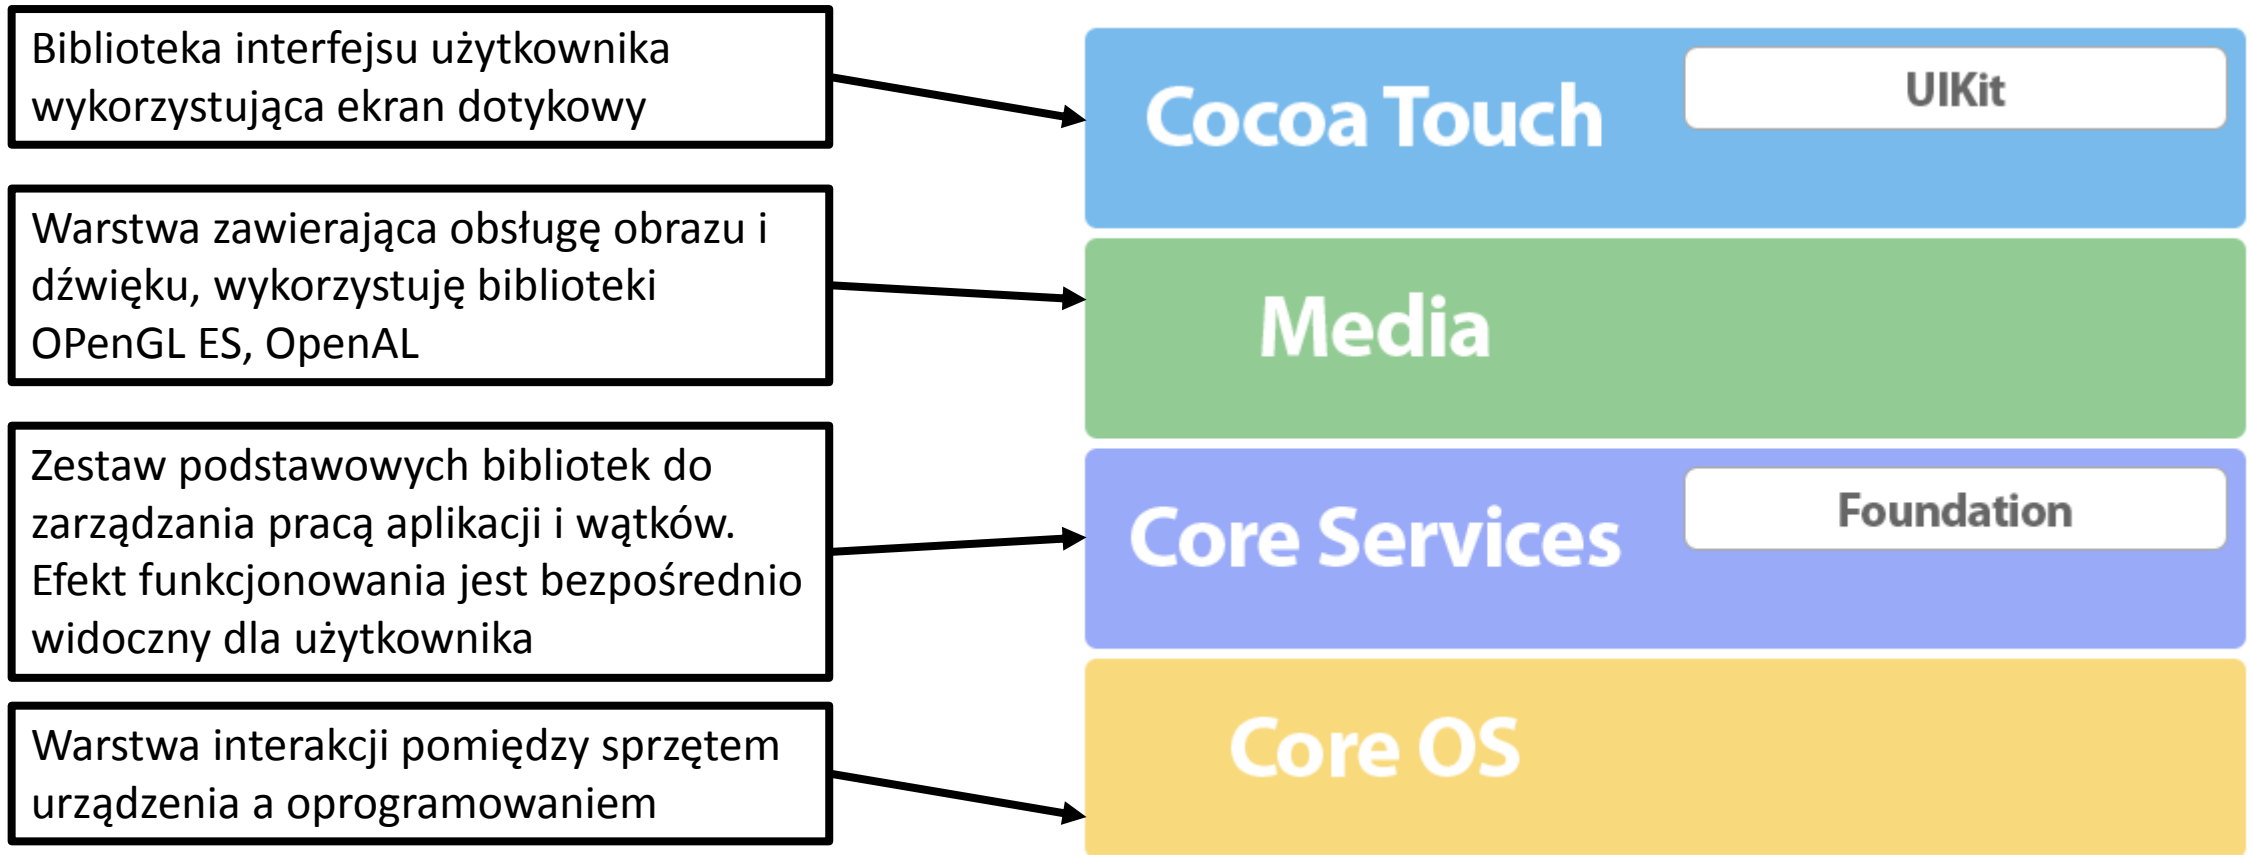 Biblioteka interfejsu użytkownika
wykorzystująca ekran dotykowy
Cocoa Touch
UIKit
Warstwa zawierająca obsługę obrazu i
dźwięku, wykorzystuję biblioteki
OPenGL ES, OpenAL
Media
Zestaw podstawowych bibliotek do
zarządzania pracą aplikacji i wątków.
Efekt funkcjonowania jest bezpośrednio
widoczny dla użytkownika
Core Services
Foundation
Warstwa interakcji pomiędzy sprzętem
urządzenia a oprogramowaniem
Core OS